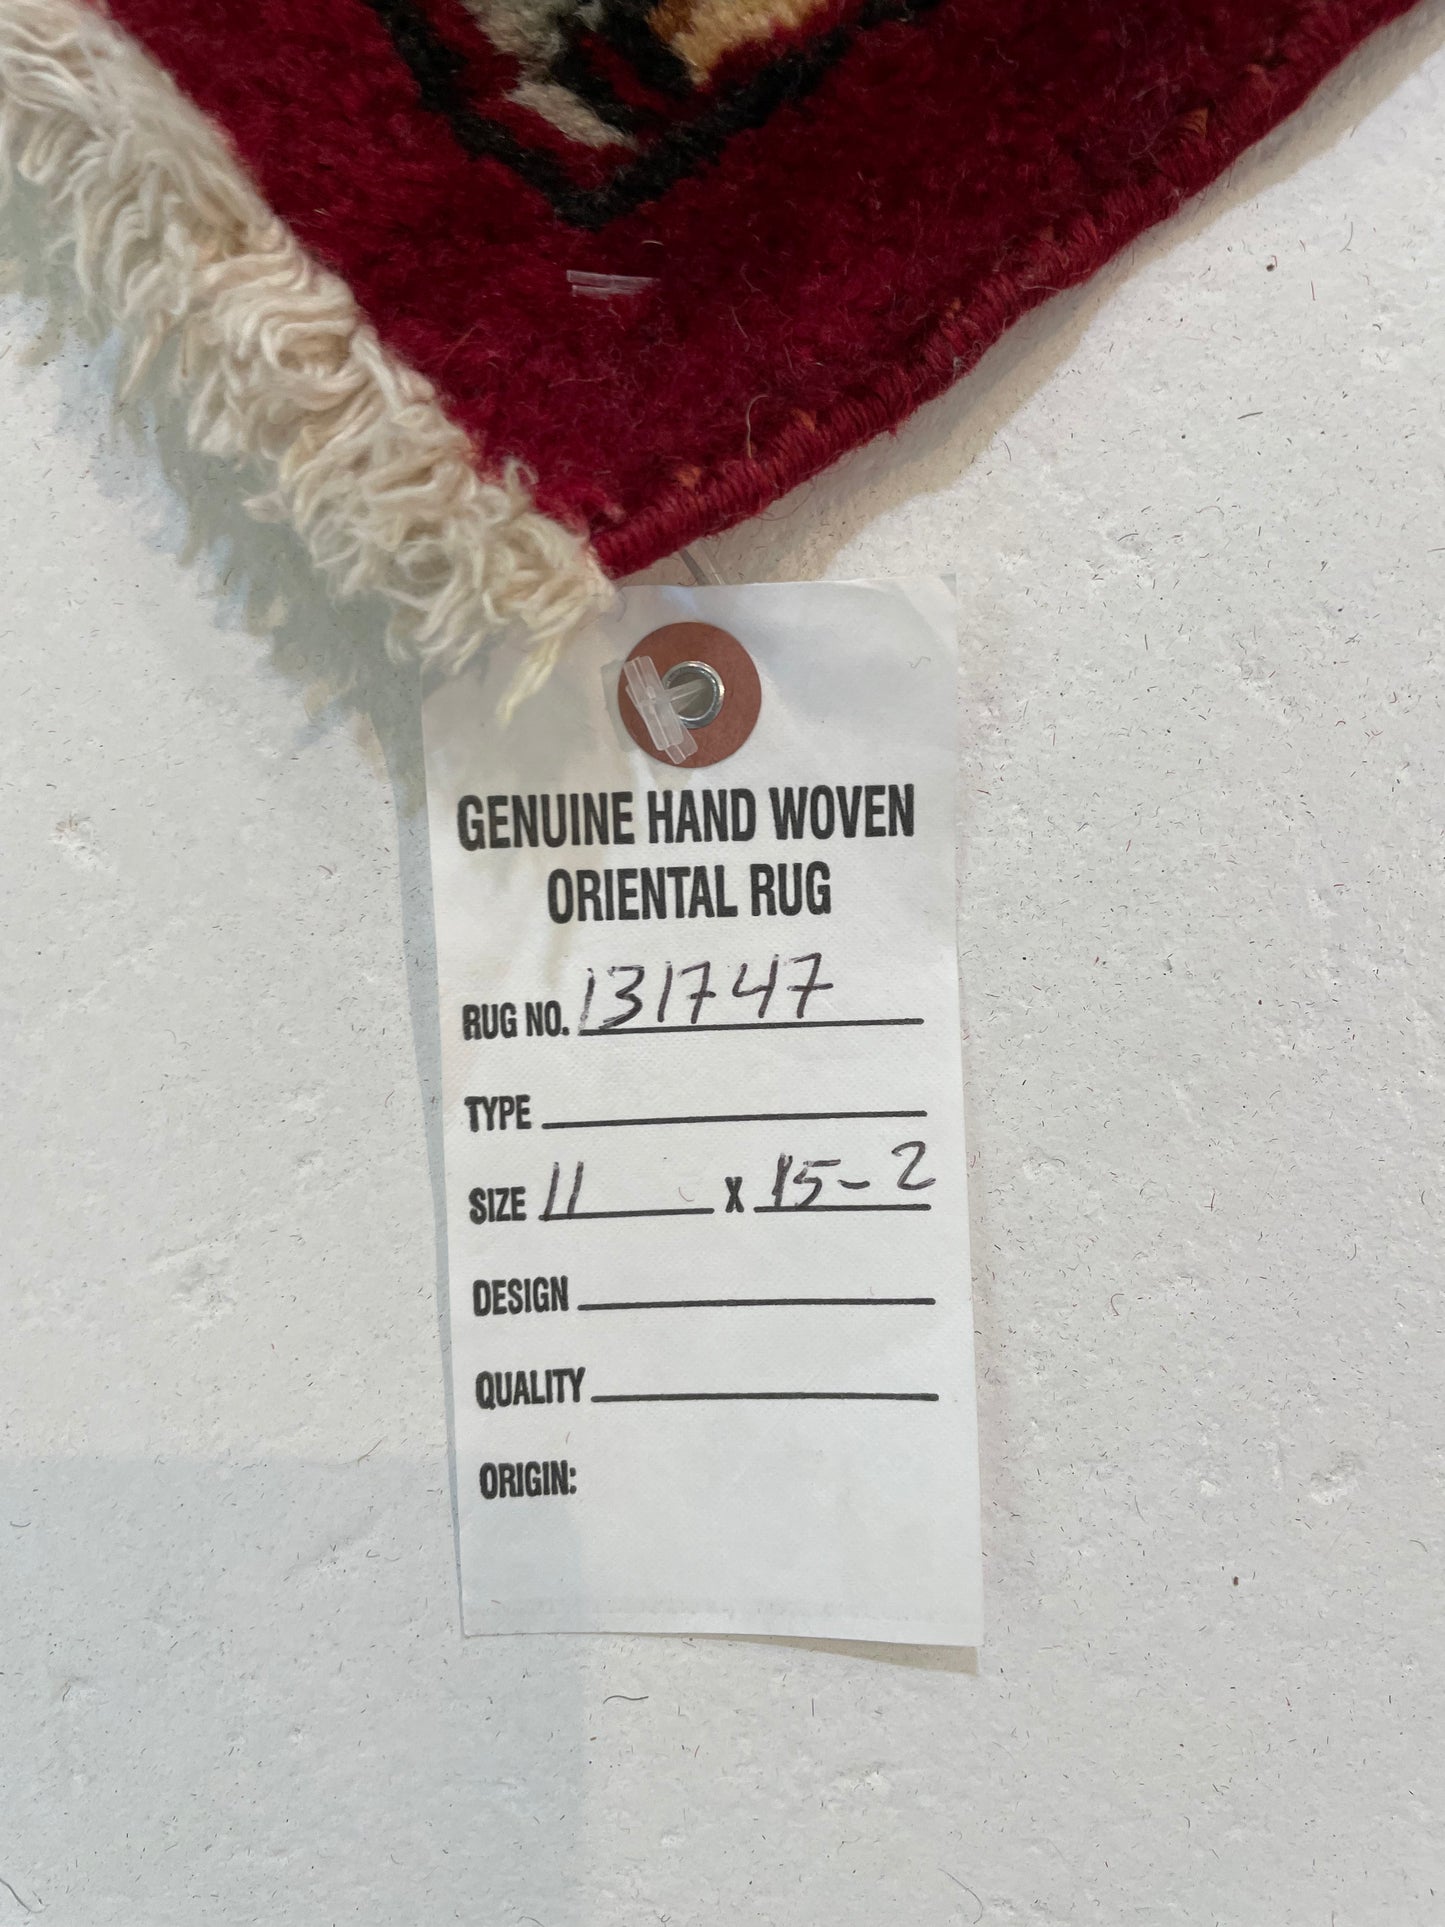 GENUINE HAND WOVEN
ORIENTAL RUG
RUG NO. 131747
TYPE
SIZE 11 X 15-2
DESIGN
QUALITY
ORIGIN: